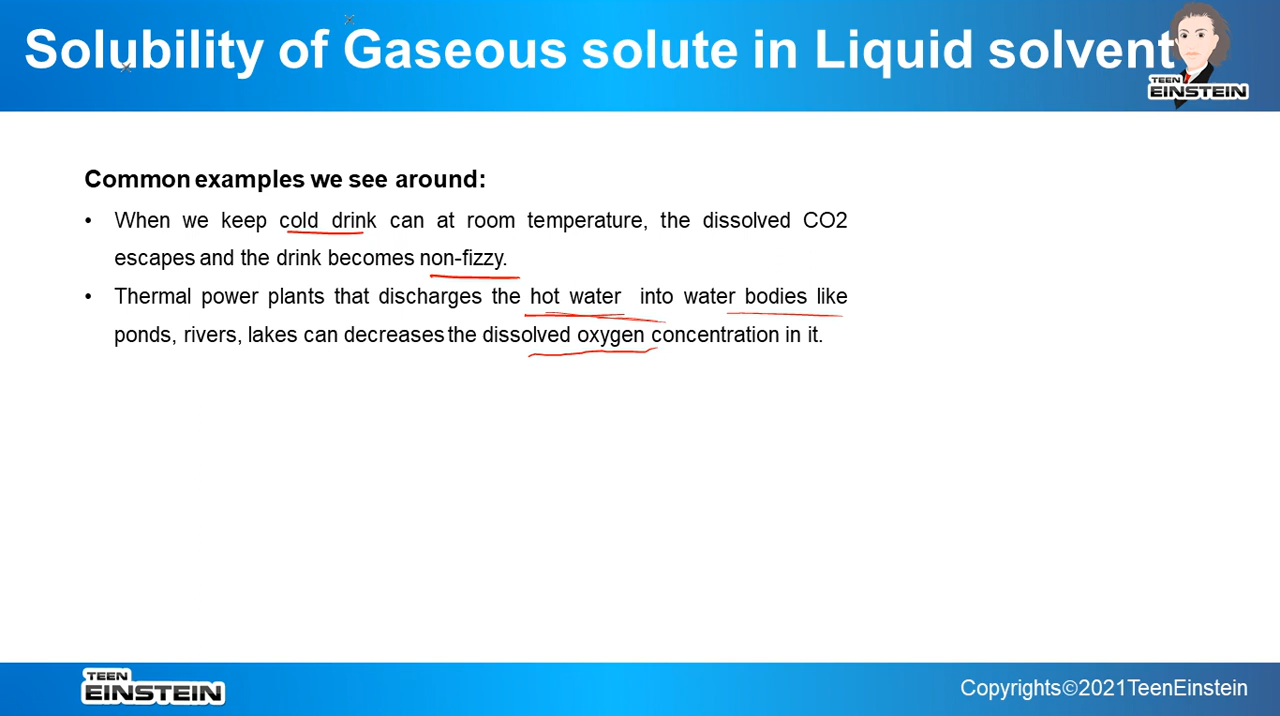 Solubility of Gaseous solute in Liquid solvent
TEEN
EINSTEIN
Common examples we see around:
• When we keep cold drink can at room temperature, the dissolved CO2
escapes and the drink becomes non-fizzy.
• Thermal power plants that discharges the hot water into water bodies like
ponds, rivers, lakes can decreases the dissolved oxygen concentration in it.
TEEN
EINSTEIN
Copyrights©2021TeenEinstein